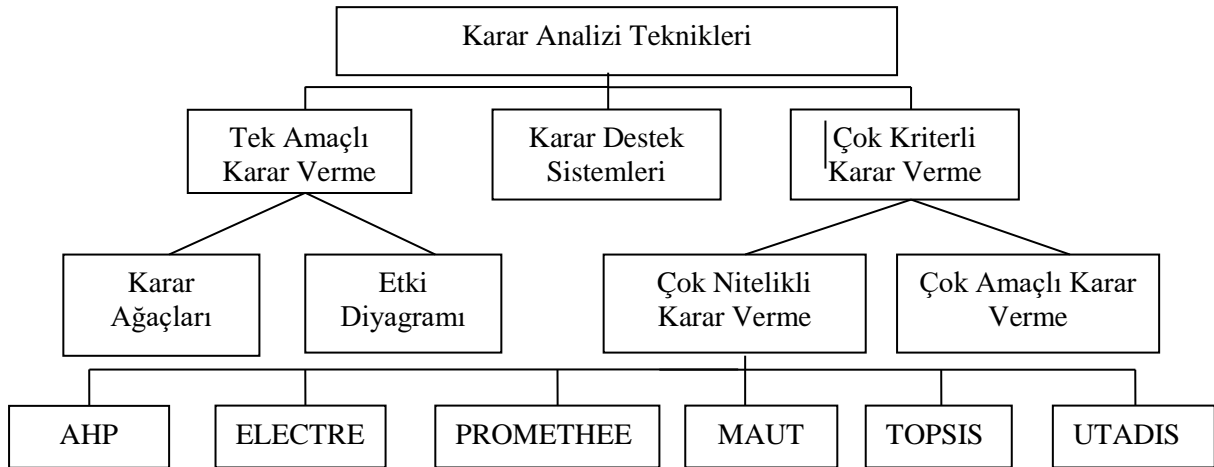 Karar Analizi Teknikleri
Tek Amaçlı
Karar Verme
Karar Destek
Sistemleri
Çok Kriterli
Karar Verme
Karar
Ağaçları
Etki
Diyagramı
Çok Nitelikli
Karar Verme
Çok Amaçlı Karar
Verme
AHP
ELECTRE
PROMETHEE
MAUT
TOPSIS
UTADIS